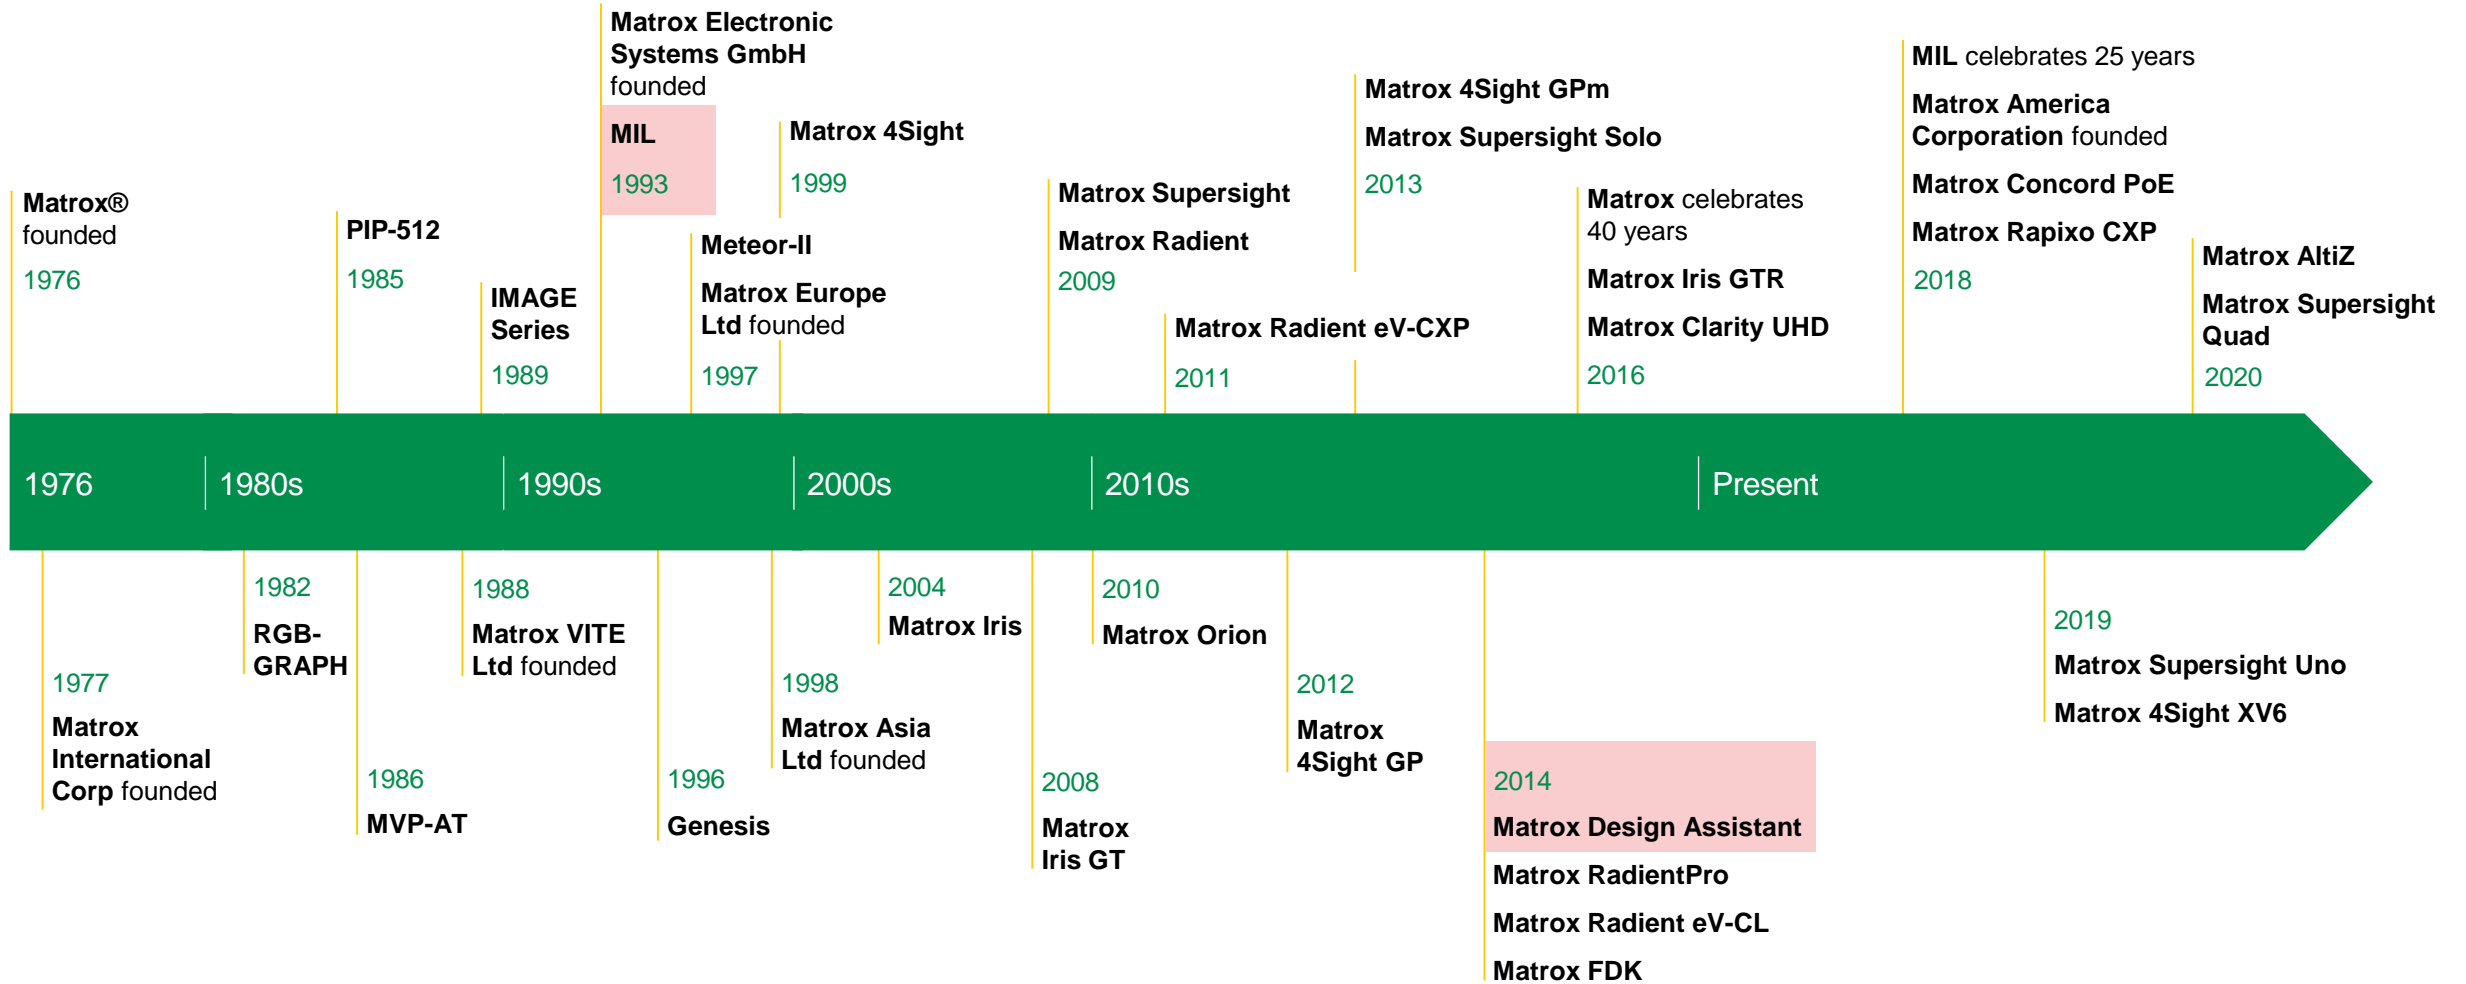 Matrox®
founded
1976
PIP-512
1985
IMAGE
Series
1989
Matrox Electronic
Systems GmbH
founded
MIL
1993
Meteor-II
Matrox Europe
Ltd founded
1997
Matrox 4Sight
1999
Matrox Supersight
Matrox Radient
2009
Matrox Radient eV-CXP
2011
Matrox 4Sight GPm
Matrox Supersight Solo
2013
Matrox celebrates
40 years
Matrox Iris GTR
Matrox Clarity UHD
2016
MIL celebrates 25 years
Matrox America
Corporation founded
Matrox Concord PoE
Matrox Rapixo CXP
2018
Matrox AltiZ
Matrox Supersight
Quad
2020
1976
1980s
1990s
2000s
2010s
Present
1977
Matrox
International
Corp founded
1982
RGB-
GRAPH
1986
MVP-AT
1988
Matrox VITE
Ltd founded
1996
Genesis
1998
Matrox Asia
Ltd founded
2004
Matrox Iris
2008
Matrox
Iris GT
2010
Matrox Orion
2012
Matrox
4Sight GP
2014
Matrox Design Assistant
Matrox RadientPro
Matrox Radient eV-CL
Matrox FDK
2019
Matrox Supersight Uno
Matrox 4Sight XV6